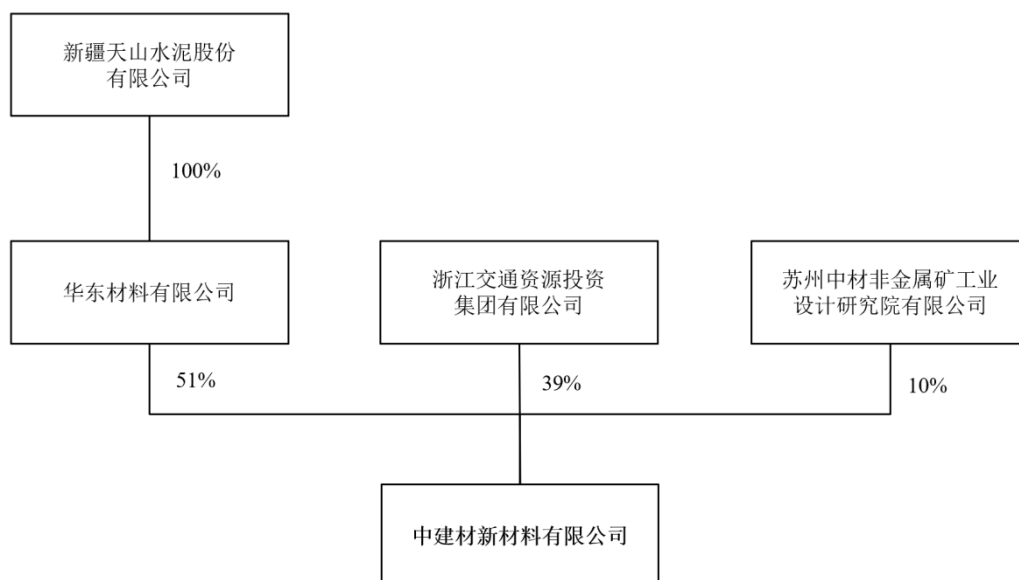 新疆天山水泥股份
有限公司
100%
华东材料有限公司
浙江交通资源投资
集团有限公司
苏州中材非金属矿工业
设计研究院有限公司
51%
39%
10%
中建材新材料有限公司